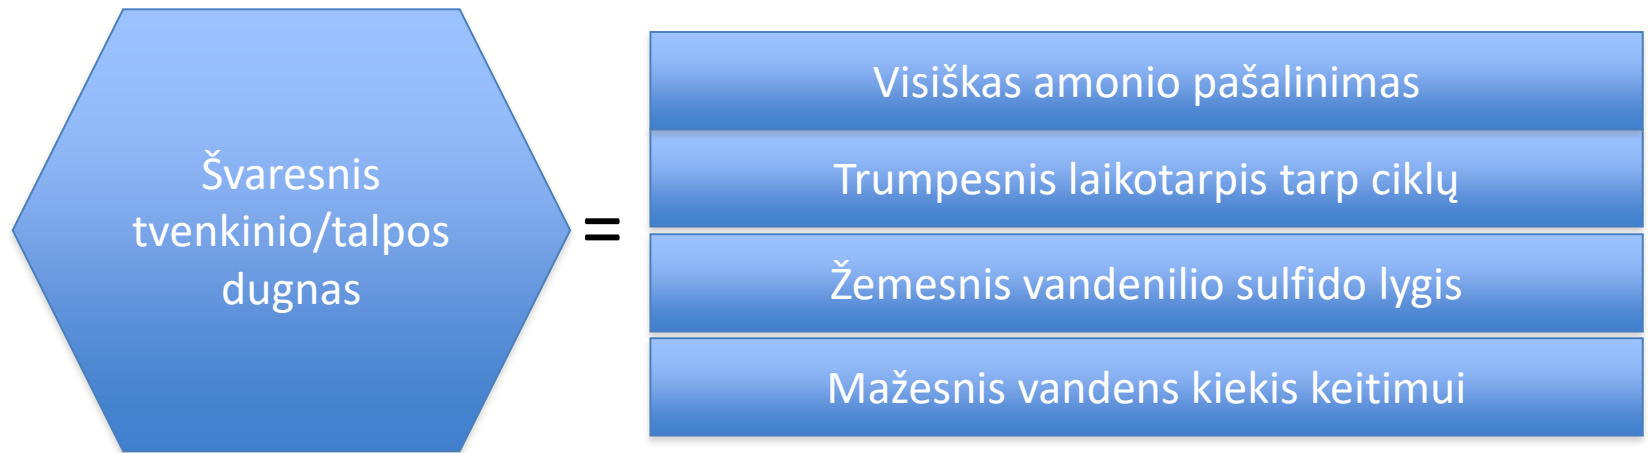 Švaresnis
tvenkinio/talpos
dugnas
=
Visiškas amonio pašalinimas
Trumpesnis laikotarpis tarp ciklų
Žemesnis vandenilio sulfido lygis
Mažesnis vandens kiekis keitimui